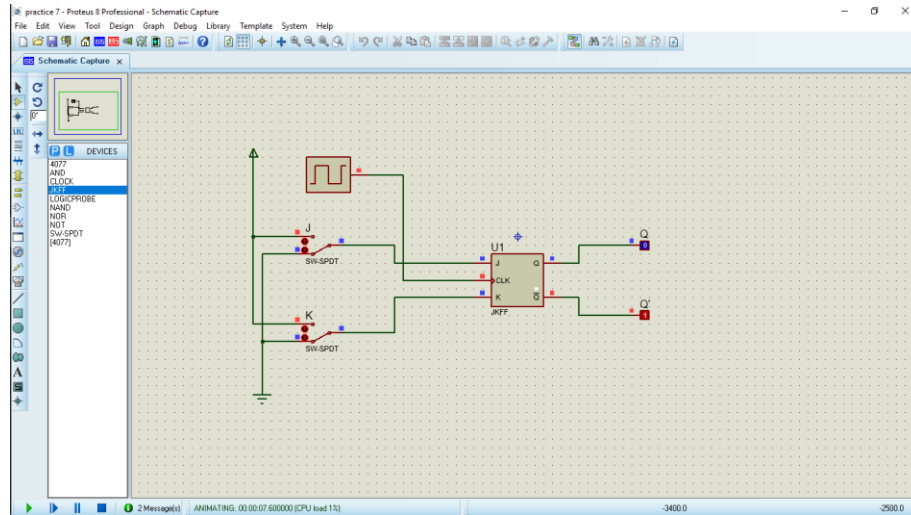 practice 7 - Proteus 8 Professional - Schematic Capture
File Edit View Tool Design Graph Debug Library Template System Help
Schematic Capture x
0°
P L DEVICES
4077
AND
CLOCK
JKFF
LOGICPROBE
NAND
NOR
NOT
SW-SPDT
[4077]
J
SW-SPDT
K
SW-SPDT
U1
J Q
CLK
K Q
JKFF
Q
0
Q'
1
2 Message(s) ANIMATING: 00:00:07.600000 (CPU load 1%) -3400.0 -2500.0